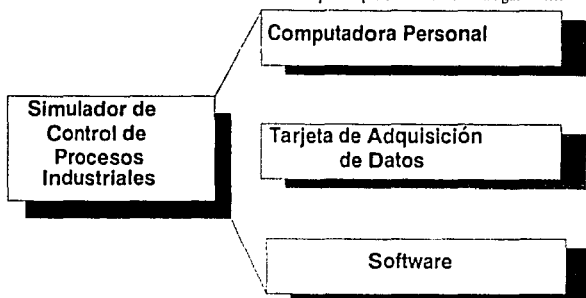 Computadora Personal
Simulador de
Control de
Procesos
Industriales
Tarjeta de Adquisición
de Datos
Software